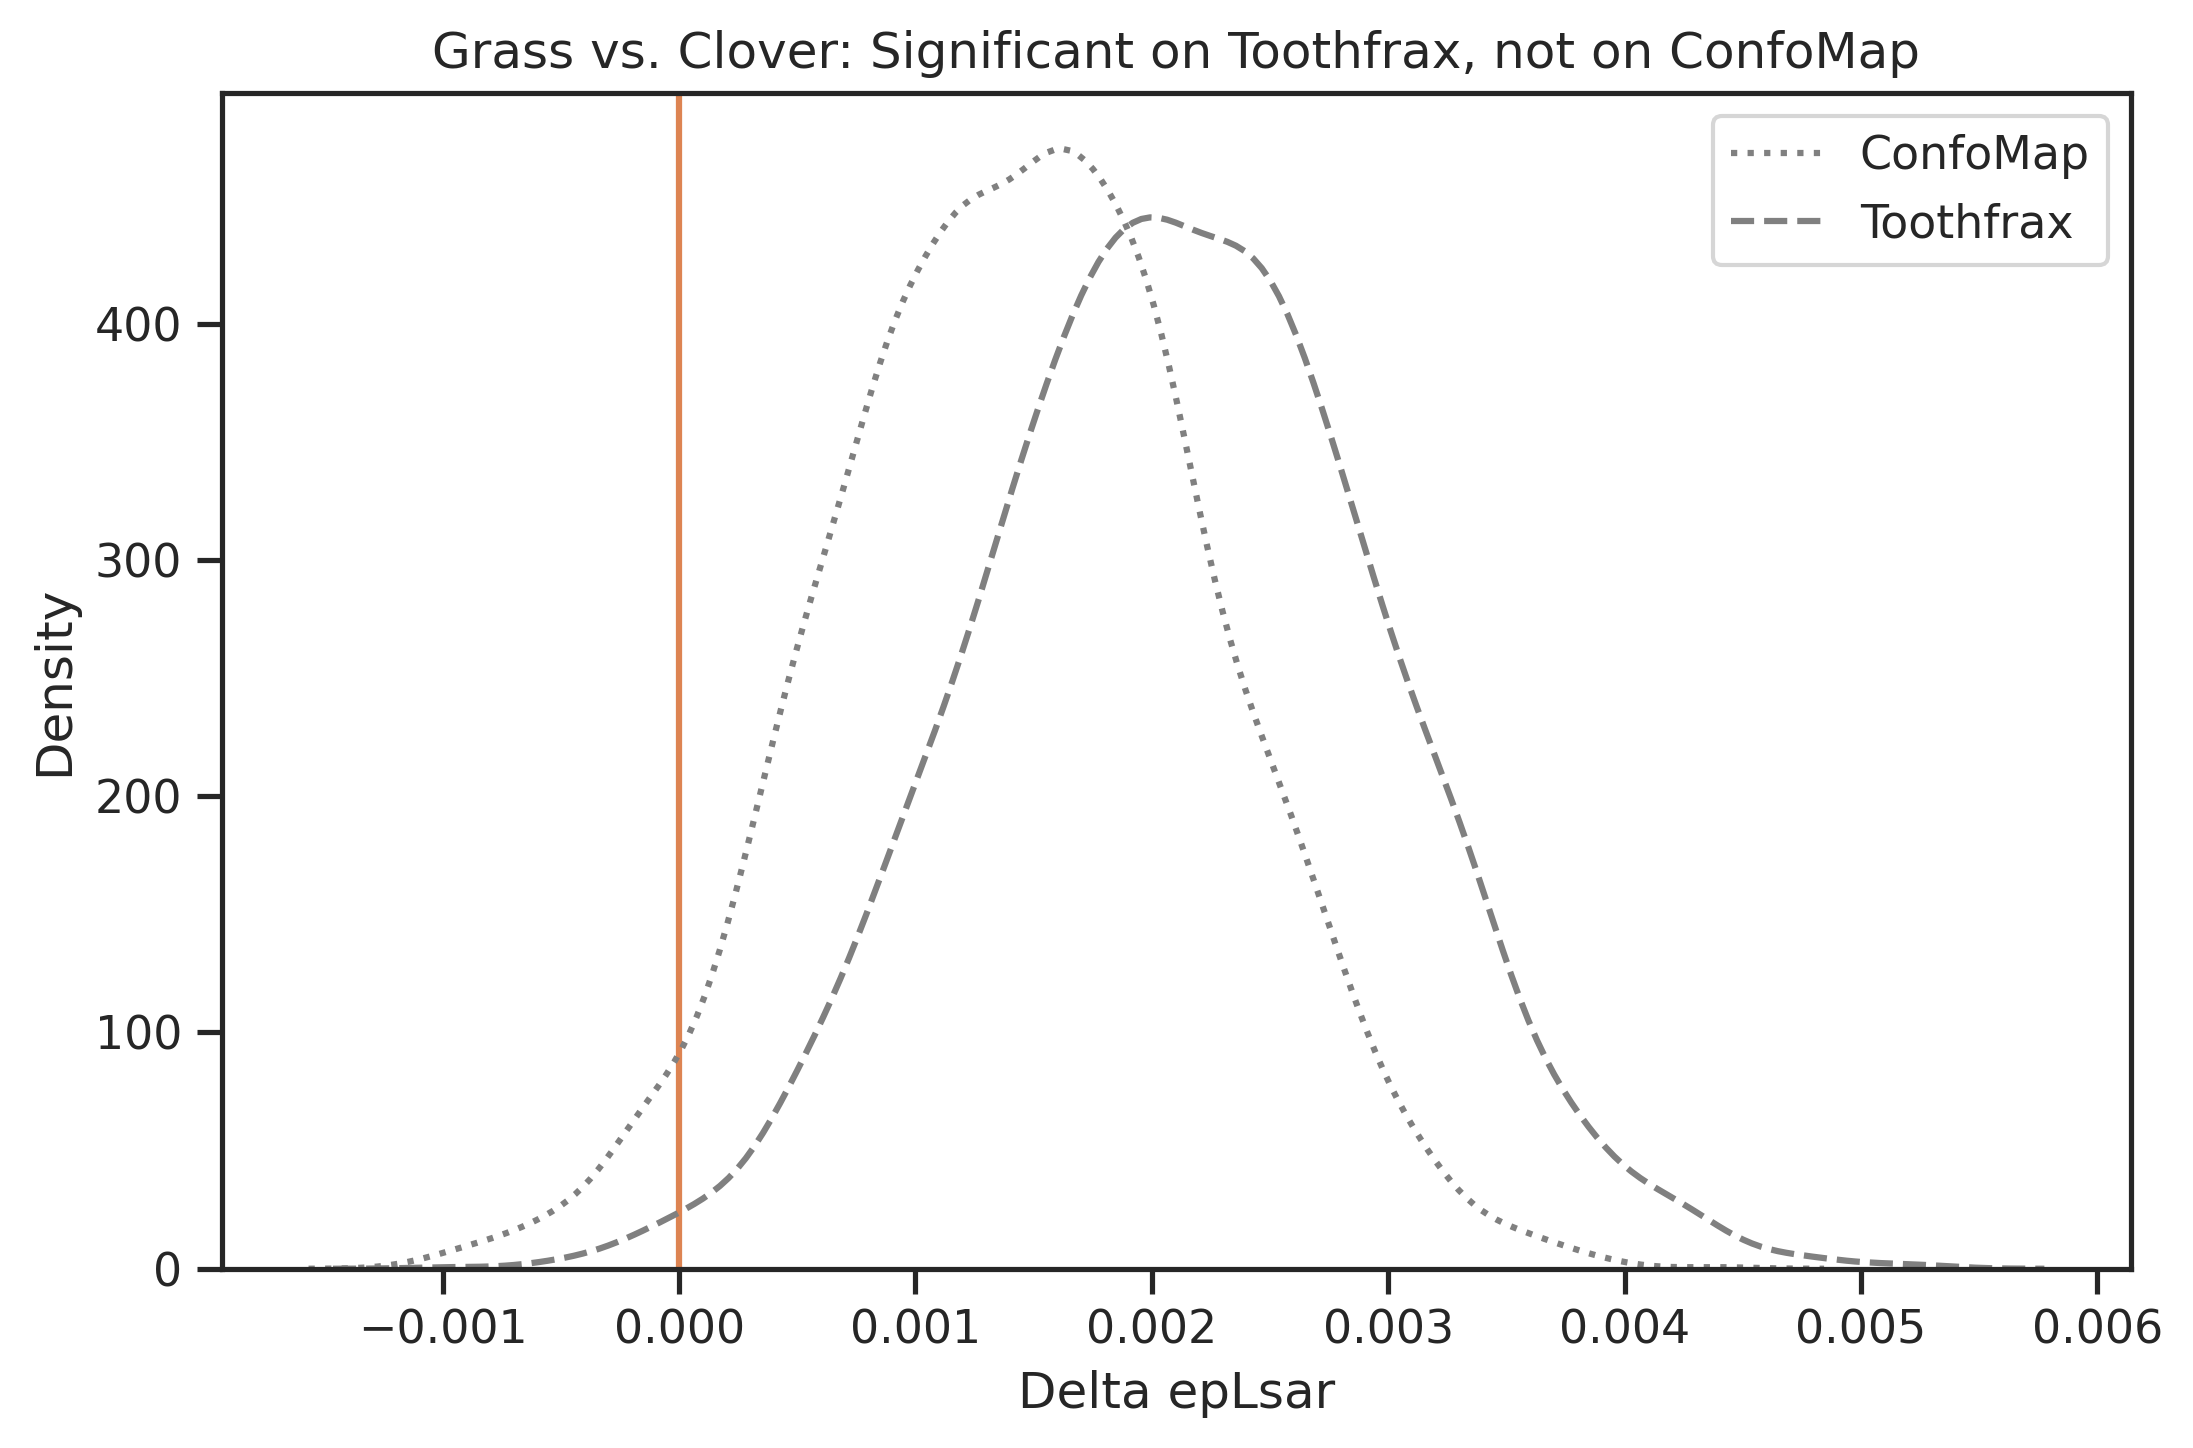 Grass vs. Clover: Significant on Toothfrax, not on ConfoMap
ConfoMap
Toothfrax
Density
400
300
200
100
0
−0.001
0.000
0.001
0.002
0.003
0.004
0.005
0.006
Delta epLsar